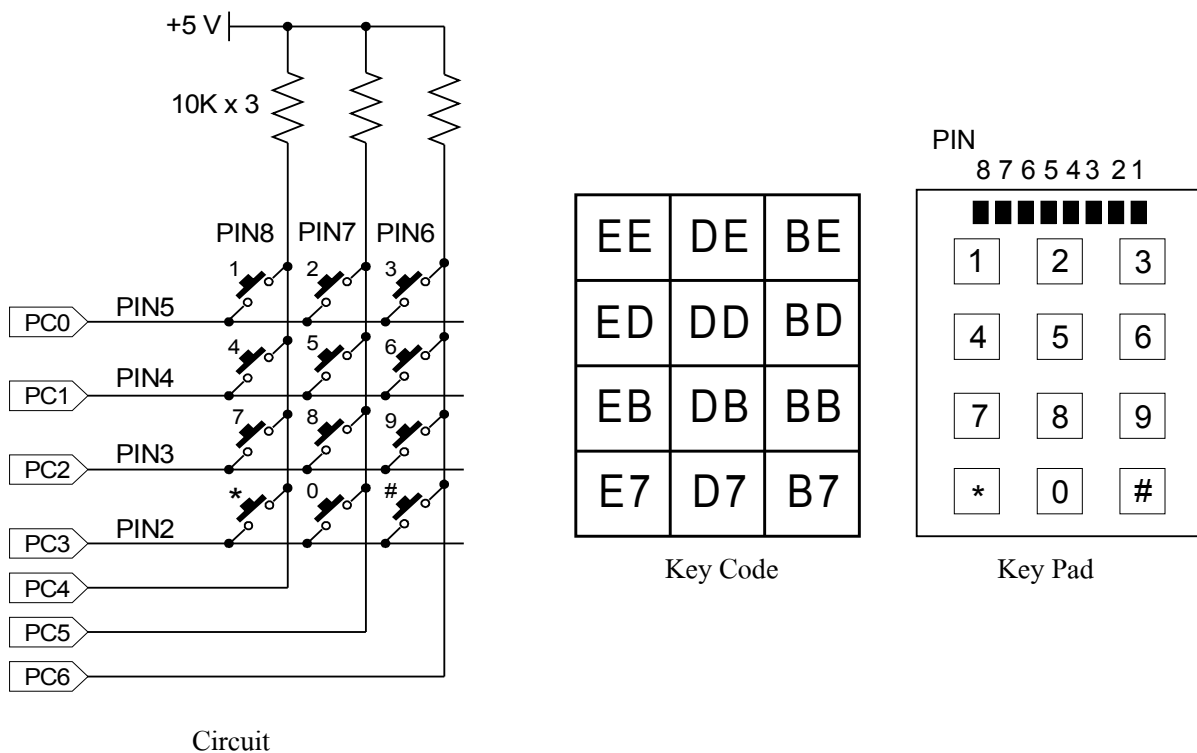 +5 V
10K x 3
PIN8 PIN7 PIN6
1 2 3
PC0 PIN5
4 5 6
PC1 PIN4
7 8 9
PC2 PIN3
* 0 #
PC3 PIN2
PC4
PC5
PC6
Circuit
EE DE BE
ED DD BD
EB DB BB
E7 D7 B7
Key Code
PIN
8 7 6 5 4 3 2 1
1 2 3
4 5 6
7 8 9
* 0 #
Key Pad